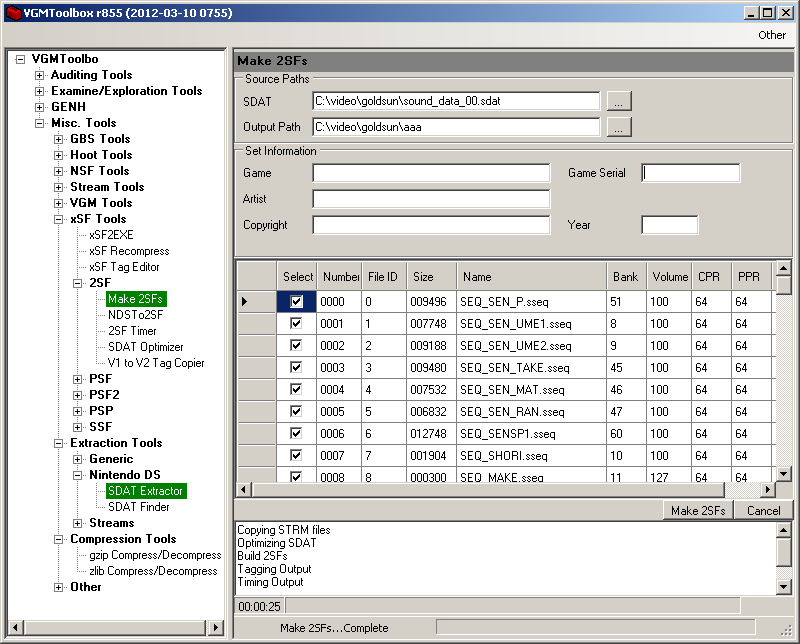 VGMToolbox r855 (2012-03-10 0755)
Other
VGMToolbo
Auditing Tools
Examine/Exploration Tools
GENH
Misc. Tools
GBS Tools
Hoot Tools
NSF Tools
Stream Tools
VGM Tools
xSF Tools
xSF2EXE
xSF Recompress
xSF Tag Editor
2SF
Make 2SFs
NDSTo2SF
2SF Timer
SDAT Optimizer
V1 to V2 Tag Copier
PSF
PSF2
PSP
SSF
Extraction Tools
Generic
Nintendo DS
SDAT Extractor
SDAT Finder
Streams
Compression Tools
gzip Compress/Decompress
zlib Compress/Decompress
Other
Make 2SFs
Source Paths
SDAT C:\video\goldsun\sound_data_00.sdat ...
Output Path C:\video\goldsun\aaa ...
Set Information
Game Game Serial
Artist
Copyright Year
Select Number File ID Size Name Bank Volume CPR PPR
0000 0 009496 SEQ_SEN_P.sseq 51 100 64 64
0001 1 007748 SEQ_SEN_UME1.sseq 8 100 64 64
0002 2 009188 SEQ_SEN_UME2.sseq 9 100 64 64
0003 3 009480 SEQ_SEN_TAKE.sseq 45 100 64 64
0004 4 007532 SEQ_SEN_MAT.sseq 46 100 64 64
0005 5 006832 SEQ_SEN_RAN.sseq 47 100 64 64
0006 6 012748 SEQ_SENSP1.sseq 60 100 64 64
0007 7 001904 SEQ_SHORI.sseq 10 100 64 64
0008 8 000300 SEQ_MAKE.sseq 11 127 64 64
Make 2SFs Cancel
Copying STRM files
Optimizing SDAT
Build 2SFs
Tagging Output
Timing Output
00:00:25
Make 2SFs...Complete